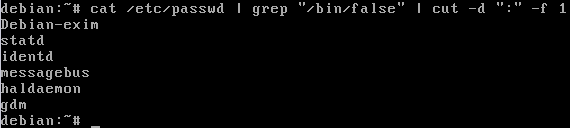 debian:~# cat /etc/passwd | grep "/bin/false" | cut -d ":" -f 1
Debian-exim
statd
identd
messagebus
haldaemon
gdm
debian:~# _